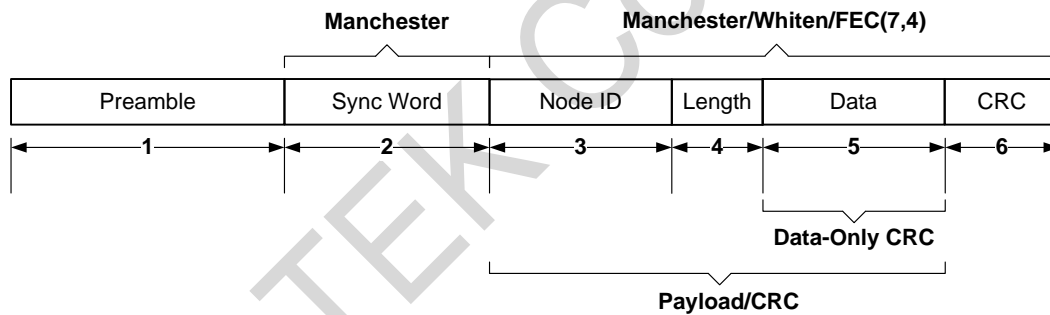 Manchester
Manchester/Whiten/FEC(7,4)
Preamble
Sync Word
Node ID
Length
Data
CRC
1
2
3
4
5
6
Data-Only CRC
Payload/CRC
TEK